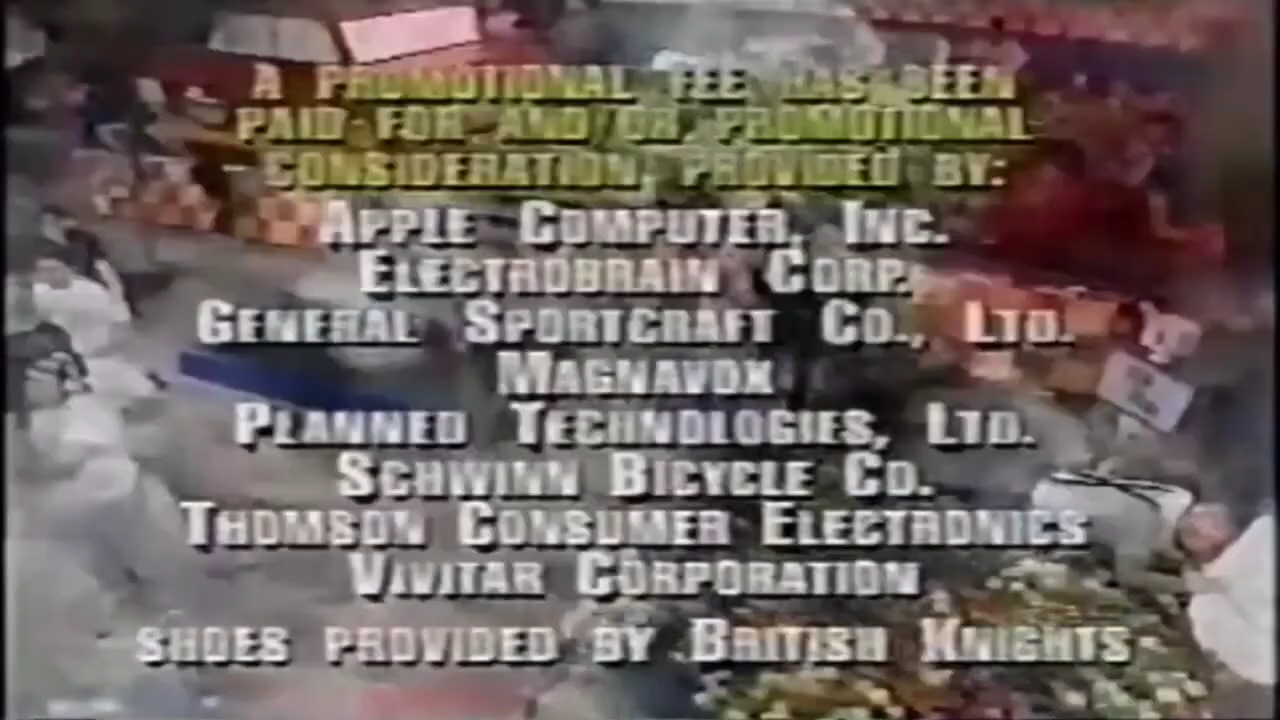 A PROMOTIONAL FEE HAS BEEN
PAID FOR AND/OR PROMOTIONAL
CONSIDERATION, PROVIDED BY:
APPLE COMPUTER, INC.
ELECTROBRAIN CORP.
GENERAL SPORTCRAFT CO., LTD.
MAGNAVOX
PLANNED TECHNOLOGIES, LTD.
SCHWINN BICYCLE CO.
THOMSON CONSUMER ELECTRONICS
VIVITAR CORPORATION
SHOES PROVIDED BY BRITISH KNIGHTS